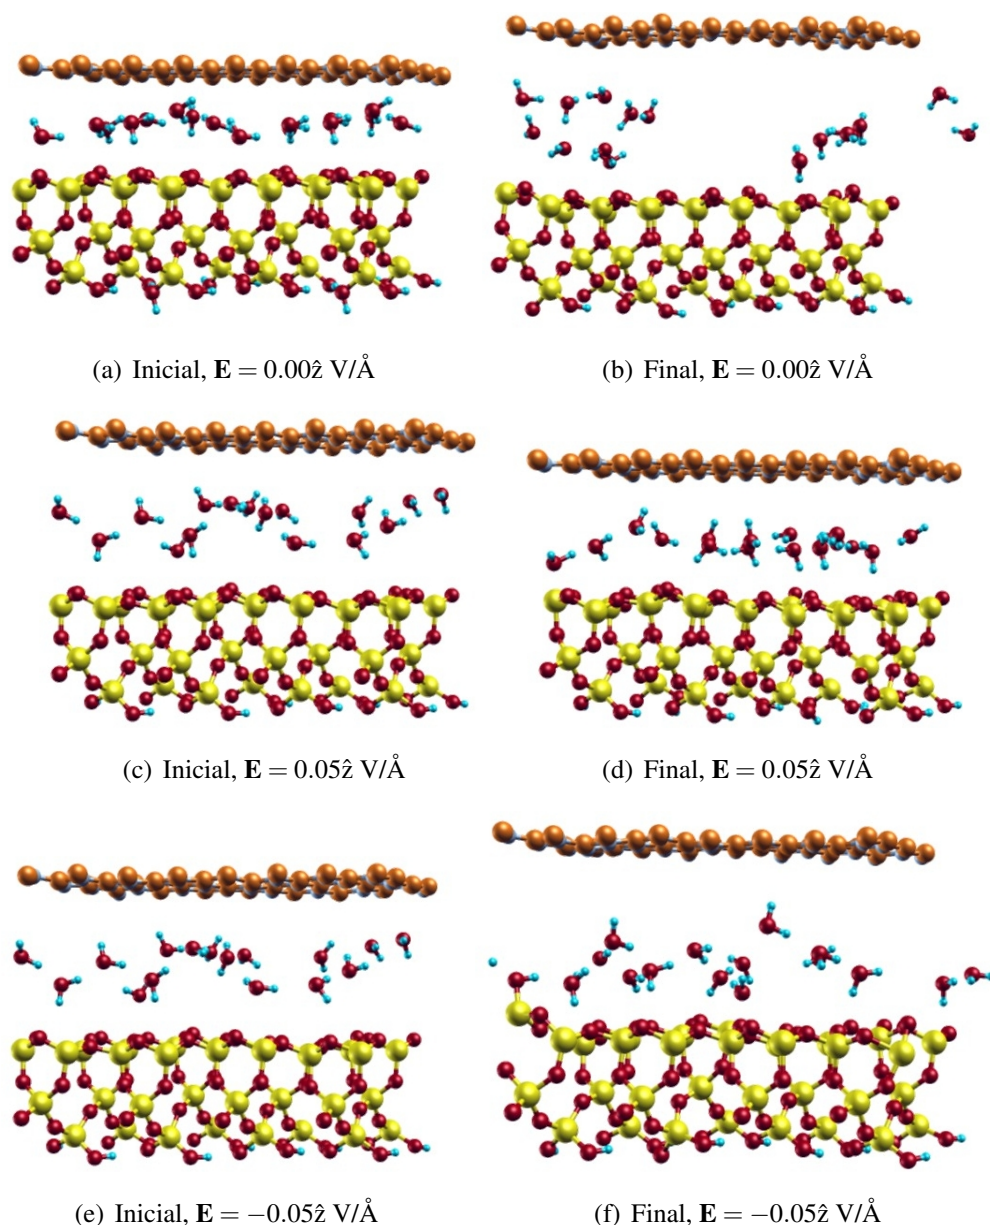 (a) Inicial, E = 0.00ẑ V/Å
(b) Final, E = 0.00ẑ V/Å
(c) Inicial, E = 0.05ẑ V/Å
(d) Final, E = 0.05ẑ V/Å
(e) Inicial, E = −0.05ẑ V/Å
(f) Final, E = −0.05ẑ V/Å